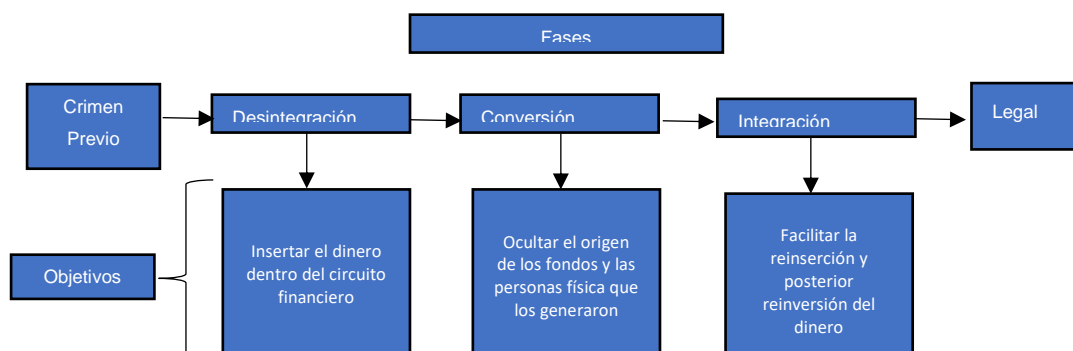 Fases
Crimen
Previo
Desintegración
Conversión
Integración
Legal
Objetivos
Insertar el dinero
dentro del circuito
financiero
Ocultar el origen
de los fondos y las
personas física que
los generaron
Facilitar la
reinserción y
posterior
reinversión del
dinero